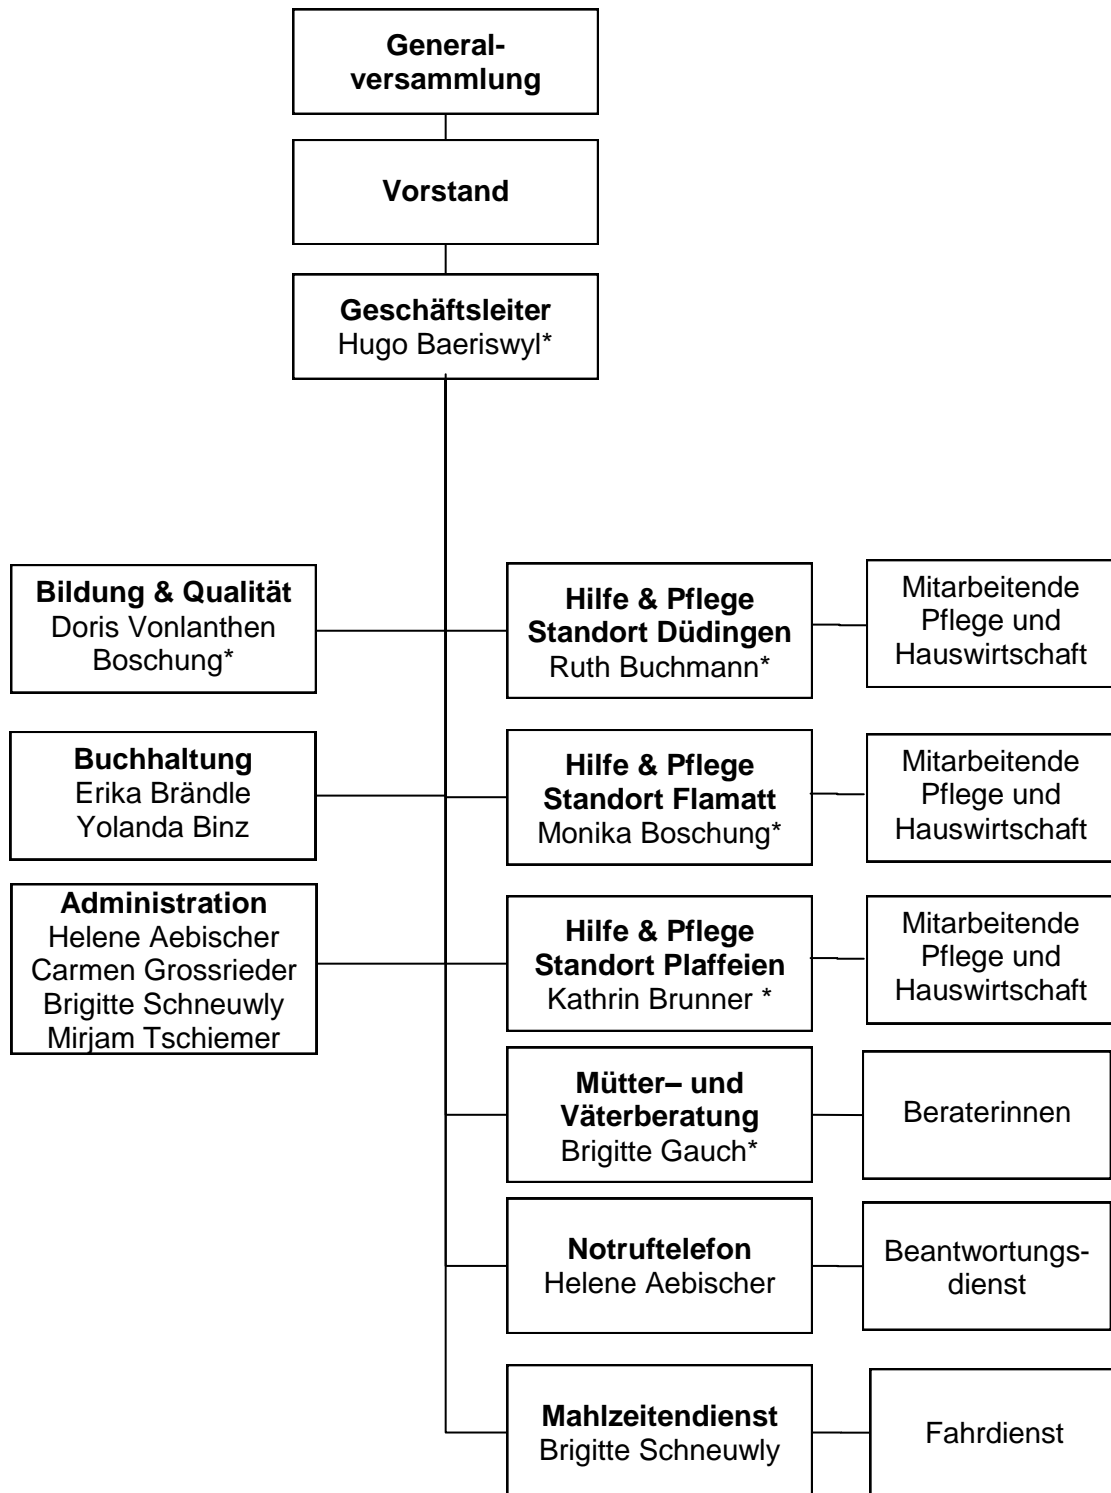 General-
versammlung
Vorstand
Geschäftsleiter
Hugo Baeriswyl*
Bildung & Qualität
Doris Vonlanthen
Boschung*
Hilfe & Pflege
Standort Düdingen
Ruth Buchmann*
Mitarbeitende
Pflege und
Hauswirtschaft
Buchhaltung
Erika Brändle
Yolanda Binz
Hilfe & Pflege
Standort Flamatt
Monika Boschung*
Mitarbeitende
Pflege und
Hauswirtschaft
Administration
Helene Aebischer
Carmen Grossrieder
Brigitte Schneuwly
Mirjam Tschiemer
Hilfe & Pflege
Standort Plaffeien
Kathrin Brunner *
Mitarbeitende
Pflege und
Hauswirtschaft
Mütter– und
Väterberatung
Brigitte Gauch*
Beraterinnen
Notruftelefon
Helene Aebischer
Beantwortungs-
dienst
Mahlzeitendienst
Brigitte Schneuwly
Fahrdienst